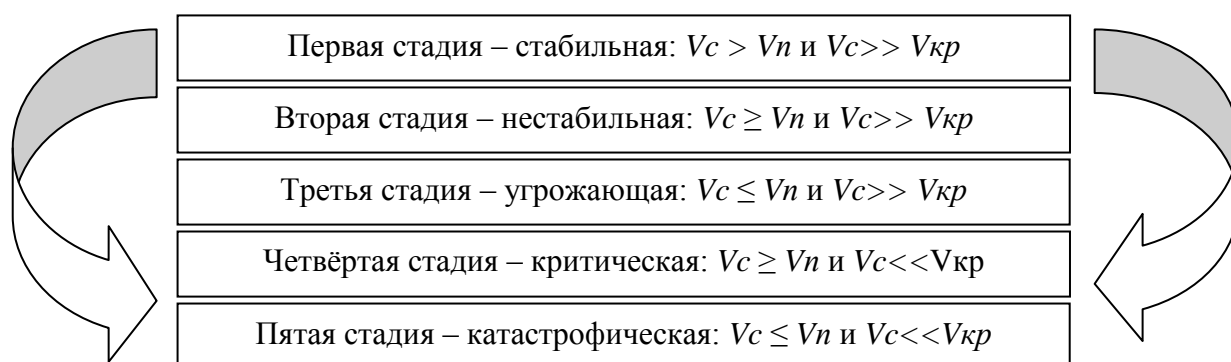 Первая стадия – стабильная: Vc > Vn и Vc>> Vкр
Вторая стадия – нестабильная: Vc ≥ Vn и Vc>> Vкр
Третья стадия – угрожающая: Vc ≤ Vn и Vc>> Vкр
Четвёртая стадия – критическая: Vc ≥ Vn и Vc<<Vкр
Пятая стадия – катастрофическая: Vc ≤ Vn и Vc<<Vкр